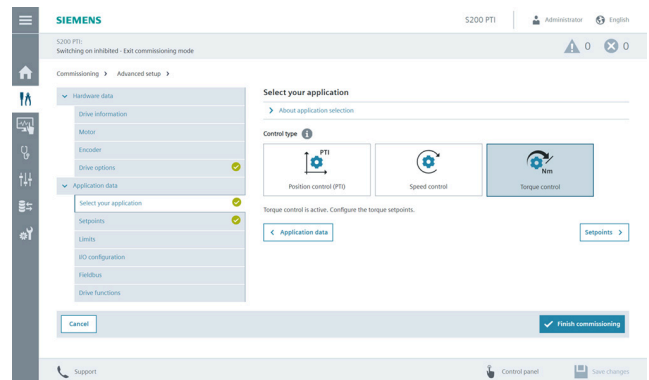 SIEMENS
S200 PTI
Administrator
English
S200 PTI:
Switching on inhibited - Exit commissioning mode
0
0
Commissioning > Advanced setup >
Hardware data
Drive information
Motor
Encoder
Drive options
Application data
Select your application
Setpoints
Limits
I/O configuration
Fieldbus
Drive functions
Select your application
About application selection
Control type i
PTI
Position control (PTI)
Speed control
Nm
Torque control
Torque control is active. Configure the torque setpoints.
< Application data
Setpoints >
Cancel
Finish commissioning
Support
Control panel
Save changes